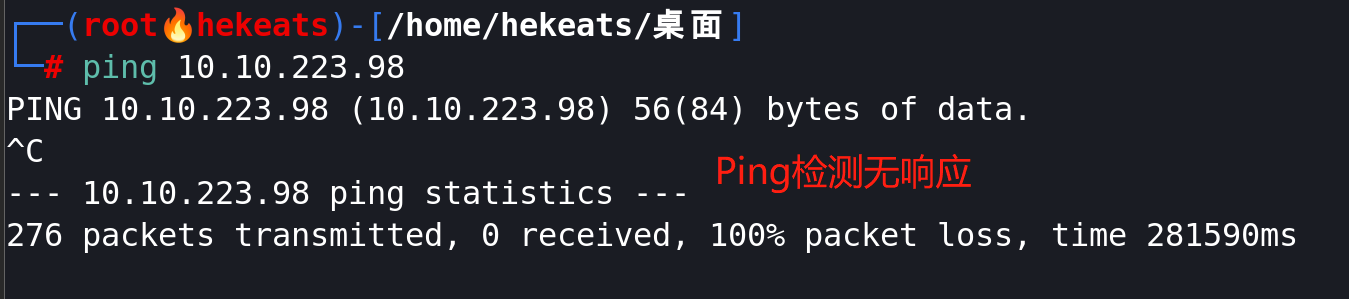 (root🔥hekeats)-[/home/hekeats/桌面]
# ping 10.10.223.98
PING 10.10.223.98 (10.10.223.98) 56(84) bytes of data.
^C
Ping检测无响应
--- 10.10.223.98 ping statistics ---
276 packets transmitted, 0 received, 100% packet loss, time 281590ms